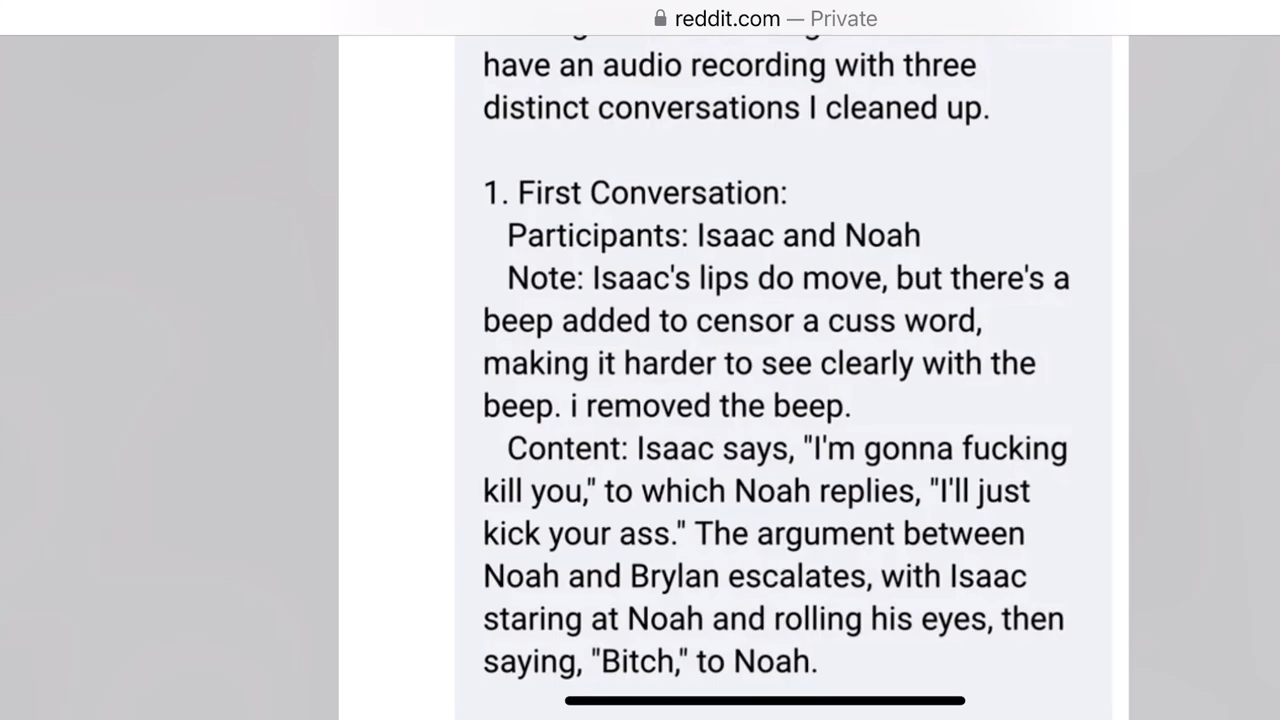 reddit.com — Private
have an audio recording with three
distinct conversations I cleaned up.
1. First Conversation:
Participants: Isaac and Noah
Note: Isaac's lips do move, but there's a
beep added to censor a cuss word,
making it harder to see clearly with the
beep. i removed the beep.
Content: Isaac says, "I'm gonna fucking
kill you," to which Noah replies, "I'll just
kick your ass." The argument between
Noah and Brylan escalates, with Isaac
staring at Noah and rolling his eyes, then
saying, "Bitch," to Noah.